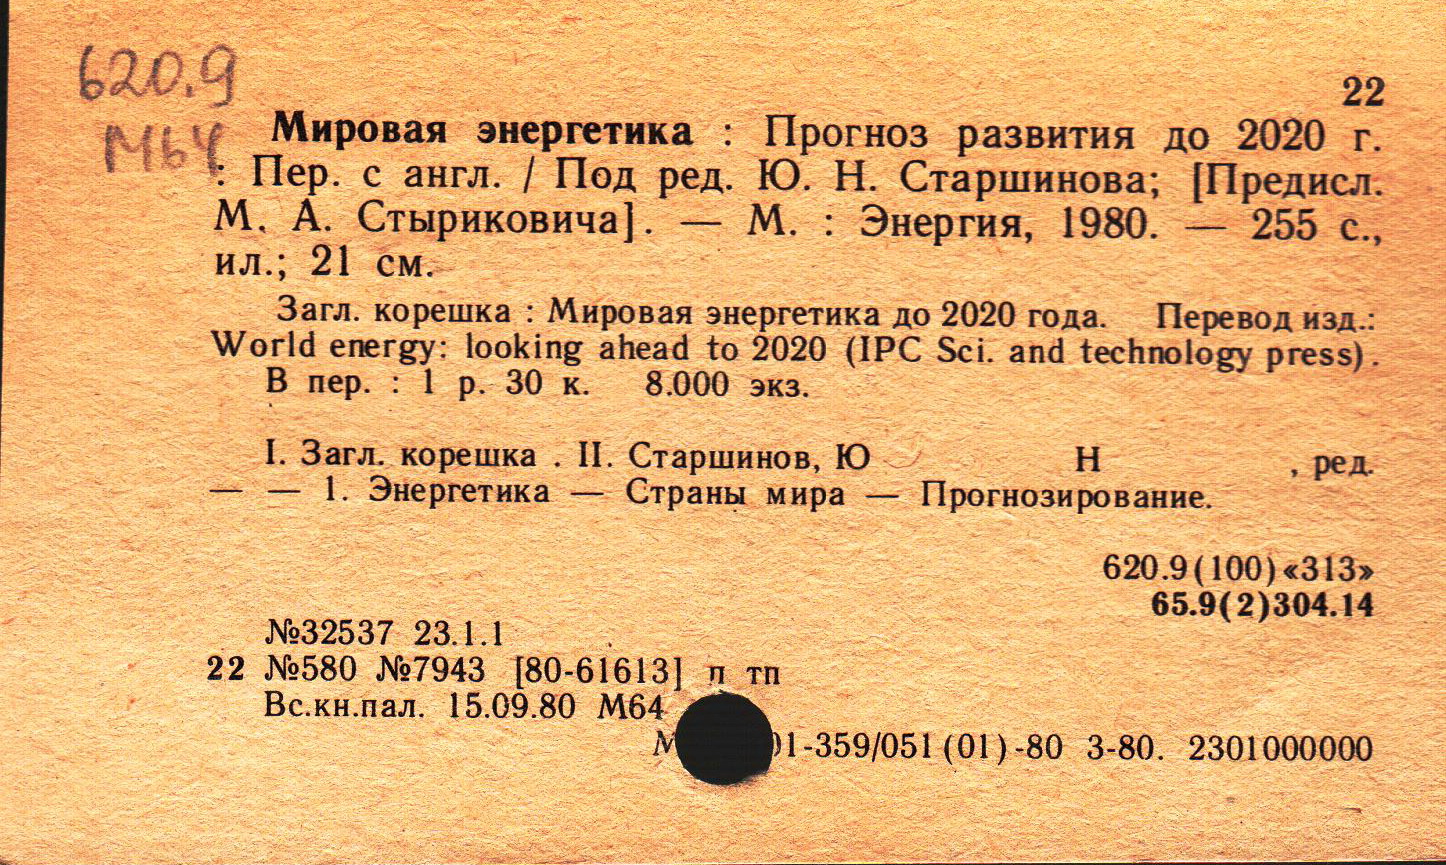 620.9
М64
22
Мировая энергетика : Прогноз развития до 2020 г.
: Пер. с англ. / Под ред. Ю. Н. Старшинова; [Предисл.
М. А. Стыриковича]. — М. : Энергия, 1980. — 255 с.,
ил.; 21 см.
Загл. корешка : Мировая энергетика до 2020 года. Перевод изд.:
World energy: looking ahead to 2020 (IPC Sci. and technology press).
В пер. : 1 р. 30 к. 8.000 экз.
I. Загл. корешка . II. Старшинов, Ю Н , ред.
— — 1. Энергетика — Страны мира — Прогнозирование.
620.9(100)«313»
65.9(2)304.14
№32537 23.1.1
22 №580 №7943 [80-61613] п тп
Вс.кн.пал. 15.09.80 М64
1-359/051(01)-80 3-80. 2301000000